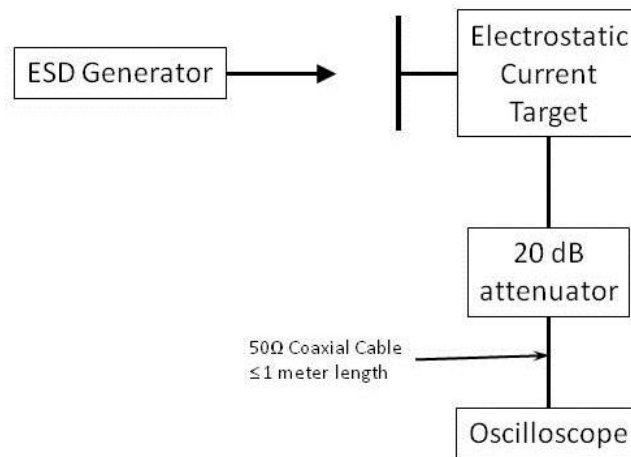 ESD Generator
Electrostatic
Current
Target
20 dB
attenuator
50Ω Coaxial Cable
≤1 meter length
Oscilloscope